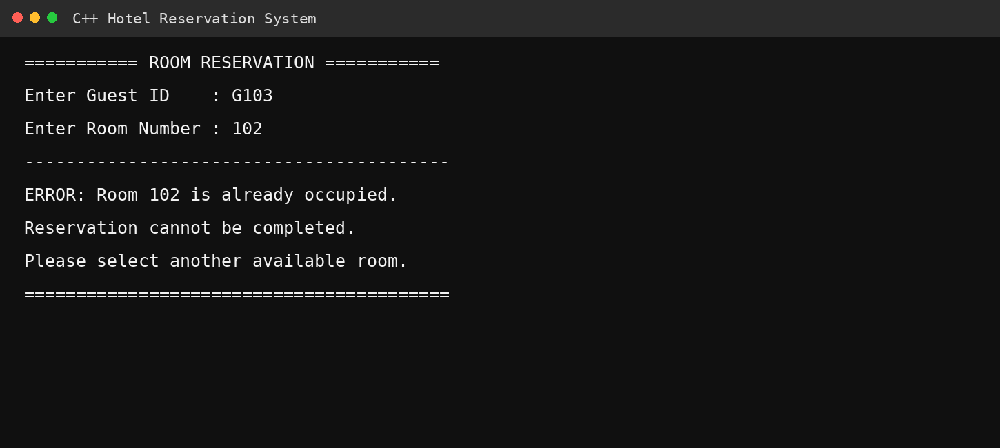 C++ Hotel Reservation System
=========== ROOM RESERVATION ===========
Enter Guest ID    : G103
Enter Room Number : 102
-----------------------------------------
ERROR: Room 102 is already occupied.
Reservation cannot be completed.
Please select another available room.
=========================================